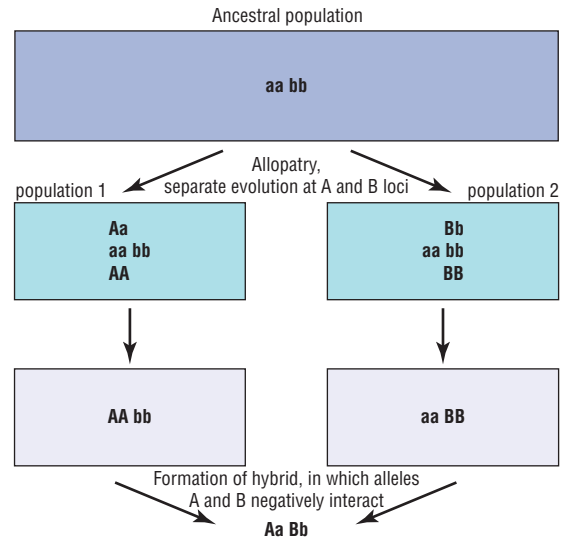 Ancestral population
aa bb
Allopatry,
separate evolution at A and B loci
population 1
population 2
Aa
aa bb
AA
Bb
aa bb
BB
AA bb
aa BB
Formation of hybrid, in which alleles
A and B negatively interact
Aa Bb